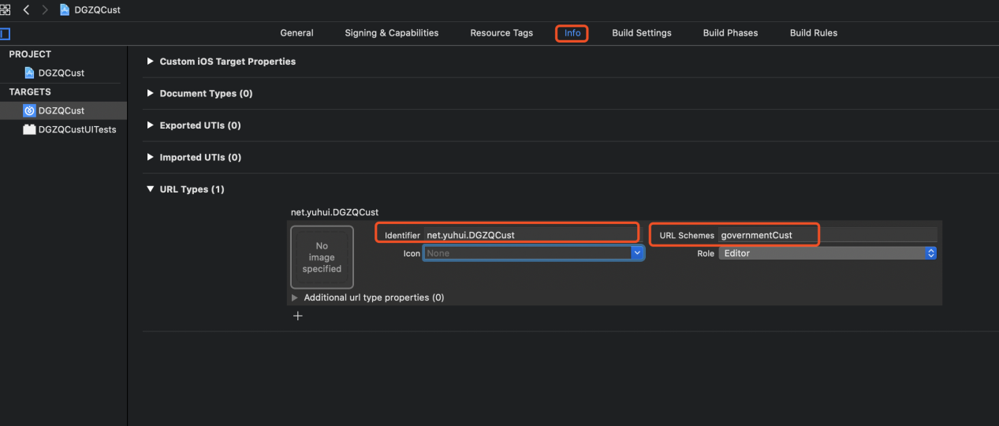 DGZQCust
General Signing & Capabilities Resource Tags Info Build Settings Build Phases Build Rules
PROJECT
DGZQCust
TARGETS
DGZQCust
DGZQCustUITests
Custom iOS Target Properties
Document Types (0)
Exported UTIs (0)
Imported UTIs (0)
URL Types (1)
net.yuhui.DGZQCust
No
image
specified
Identifier net.yuhui.DGZQCust
URL Schemes governmentCust
Icon None
Role Editor
Additional url type properties (0)